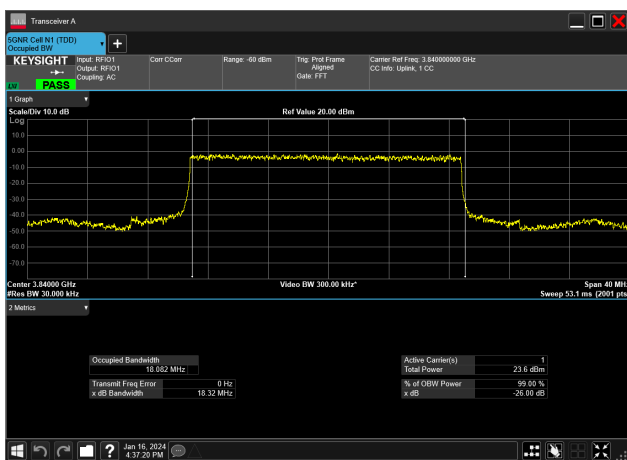 Transceiver A
5GNR Cell N1 (TDD)
Occupied BW
KEYSIGHT
LXI
PASS
Input: RFIO1
Output: RFIO1
Coupling: AC
Corr CCorr
Range: -60 dBm
Trig: Prot Frame
Aligned
Gate: FFT
Carrier Ref Freq: 3.840000000 GHz
CC Info: Uplink, 1 CC
1 Graph
Scale/Div 10.0 dB
Ref Value 20.00 dBm
Log
10.0
0.00
-10.0
-20.0
-30.0
-40.0
-50.0
-60.0
-70.0
Center 3.84000 GHz
Video BW 300.00 kHz*
Span 40 MH
#Res BW 30.000 kHz
Sweep 53.1 ms (2001 pts
2 Metrics
Occupied Bandwidth
18.082 MHz
Transmit Freq Error 0 Hz
x dB Bandwidth 18.32 MHz
Active Carrier(s) 1
Total Power 23.6 dBm
% of OBW Power 99.00 %
x dB -26.00 dB
Jan 16, 2024
4:37:20 PM